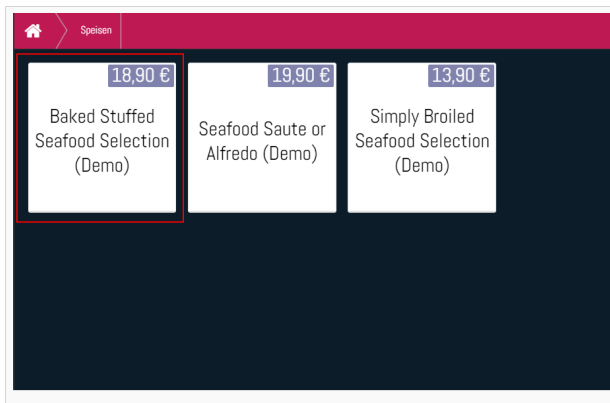 Speisen
18,90 €
Baked Stuffed
Seafood Selection
(Demo)
19,90 €
Seafood Saute or
Alfredo (Demo)
13,90 €
Simply Broiled
Seafood Selection
(Demo)